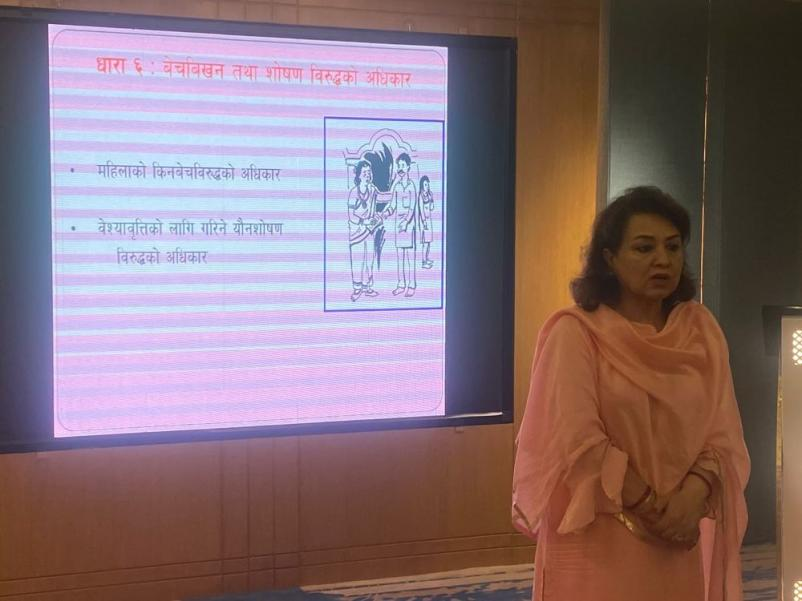 धारा ६ : बेचबिखन तथा शोषण विरुद्धको अधिकार
• महिलाको किनबेचविरुद्धको अधिकार
• वेश्यावृत्तिको लागि गरिने यौनशोषण
विरुद्धको अधिकार